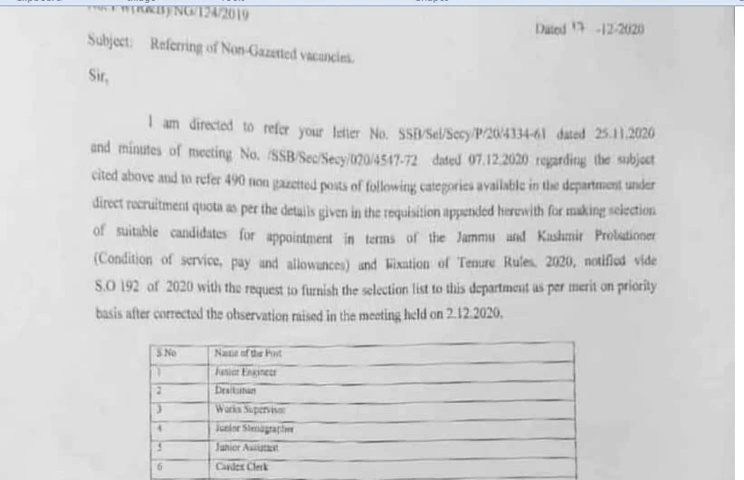 No. PW(R&B) NG/124/2019
Dated 17 -12-2020
Subject: Referring of Non-Gazetted vacancies.
Sir,
I am directed to refer your letter No. SSB/Sel/Secy/P/20/4334-61 dated 25.11.2020
and minutes of meeting No. /SSB/Sec/Secy/020/4547-72 dated 07.12.2020 regarding the subject
cited above and to refer 490 non gazetted posts of following categories available in the department under
direct recruitment quota as per the details given in the requisition appended herewith for making selection
of suitable candidates for appointment in terms of the Jammu and Kashmir Probationer
(Condition of service, pay and allowances) and Fixation of Tenure Rules, 2020, notified vide
S.O 192 of 2020 with the request to furnish the selection list to this department as per merit on priority
basis after corrected the observation raised in the meeting held on 2.12.2020.
S.No Name of the Post
1 Junior Engineer
2 Draftsman
3 Works Supervisor
4 Junior Stenographer
5 Junior Assistant
6 Cardex Clerk